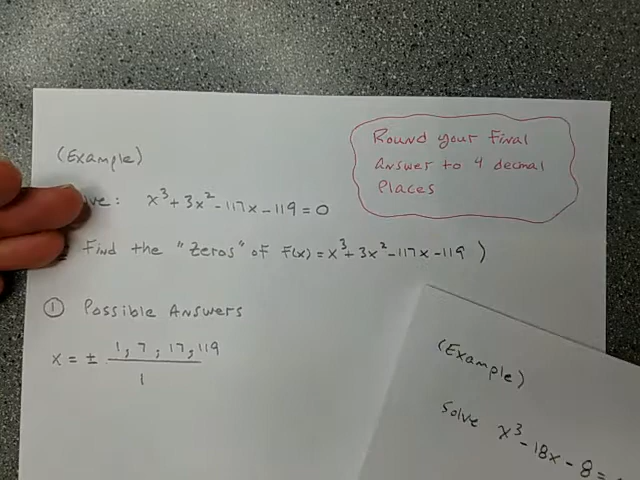 (Example)
Round your Final
Answer to 4 decimal
Places
x³ + 3x² - 117x - 119 = 0
Find the "Zeros" of F(x) = x³ + 3x² - 117x - 119 )
① Possible Answers
x = ± 1, 7, 17, 119
1
(Example)
Solve x³ - 18x - 8 =